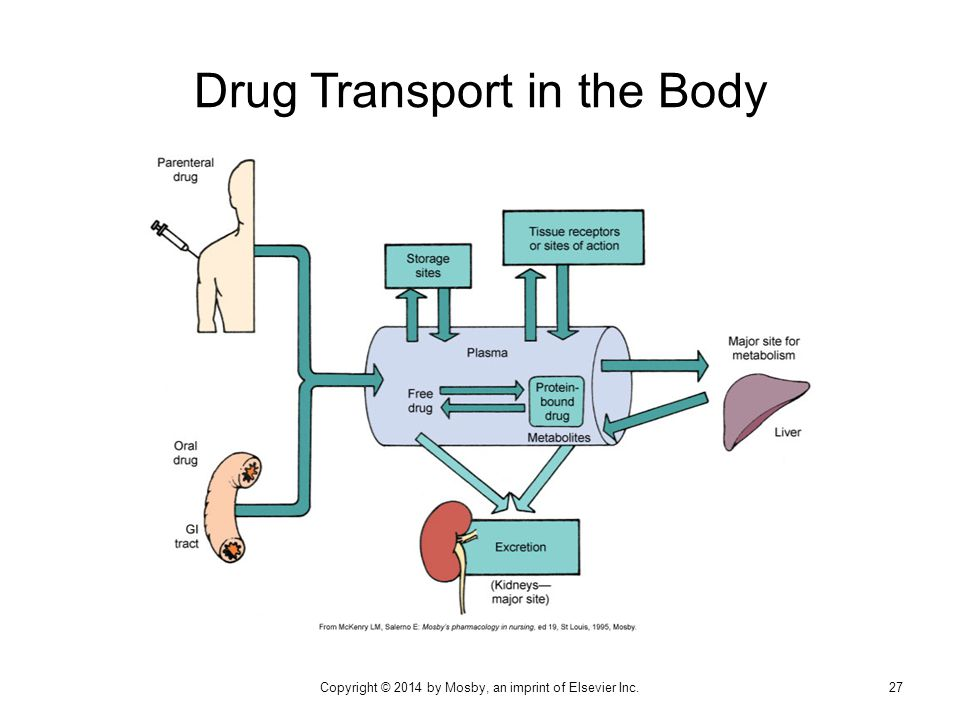 Drug Transport in the Body
Parenteral
drug
Tissue receptors
or sites of action
Storage
sites
Plasma
Major site for
metabolism
Free
drug
Protein-
bound
drug
Metabolites
Liver
Oral
drug
GI
tract
Excretion
(Kidneys—
major site)
From McKenry LM, Salerno E: Mosby's pharmacology in nursing, ed 19, St Louis, 1995, Mosby.
Copyright © 2014 by Mosby, an imprint of Elsevier Inc.
27